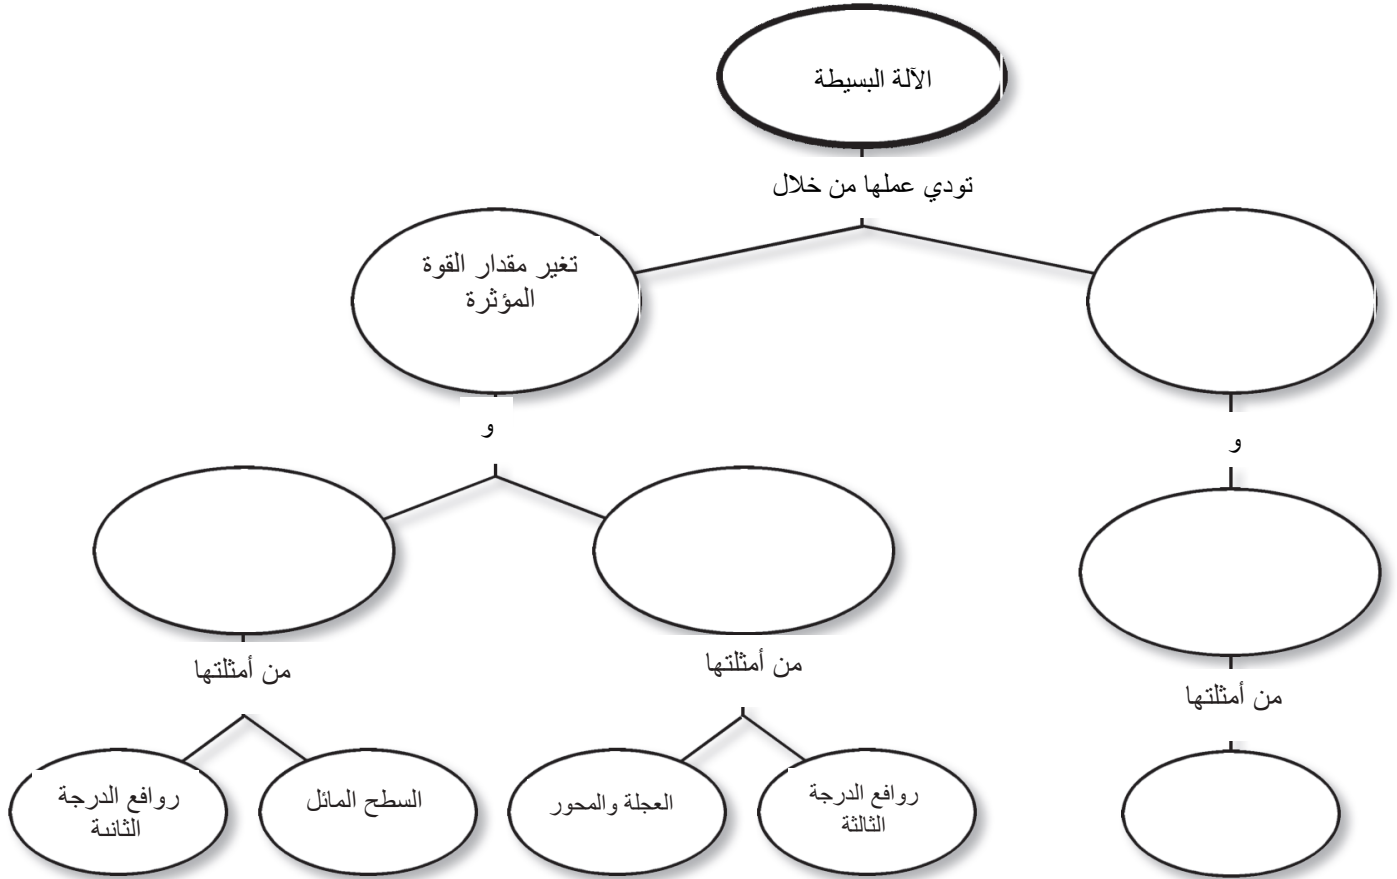 الآلة البسيطة
تودي عملها من خلال
تغير مقدار القوة
المؤثرة
و
و
من أمثلتها
من أمثلتها
من أمثلتها
روافع الدرجة
الثالثة
العجلة والمحور
السطح المائل
روافع الدرجة
الثانية